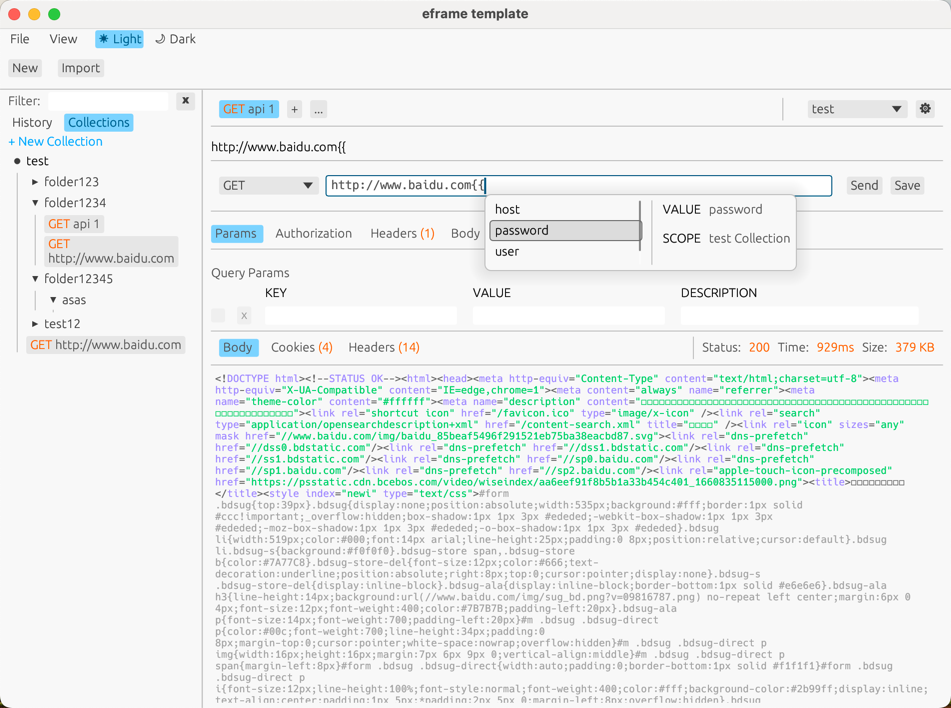 eframe template
File View ☀ Light 🌙 Dark
New Import
Filter: x
History Collections
+ New Collection
test
folder123
folder1234
GET api 1
GET
http://www.baidu.com
folder12345
asas
test12
GET http://www.baidu.com
GET api 1 + ... test
http://www.baidu.com{{
GET http://www.baidu.com{{ Send Save
host
password
user
VALUE password
SCOPE test Collection
Params Authorization Headers (1) Body
Query Params
KEY VALUE DESCRIPTION
x
Body Cookies (4) Headers (14) Status: 200 Time: 929ms Size: 379 KB
<!DOCTYPE html><!--STATUS OK--><html><head><meta http-equiv="Content-Type" content="text/html;charset=utf-8"><meta
http-equiv="X-UA-Compatible" content="IE=edge,chrome=1"><meta content="always" name="referrer"><meta
name="theme-color" content="#ffffff"><meta name="description" content="
"><link rel="shortcut icon" href="/favicon.ico" type="image/x-icon" /><link rel="search"
type="application/opensearchdescription+xml" href="/content-search.xml" title="□□□□" /><link rel="icon" sizes="any"
mask href="//www.baidu.com/img/baidu_85beaf5496f291521eb75ba38eacbd87.svg"><link rel="dns-prefetch"
href="//dss0.bdstatic.com"/><link rel="dns-prefetch" href="//dss1.bdstatic.com"/><link rel="dns-prefetch"
href="//ss1.bdstatic.com"/><link rel="dns-prefetch" href="//sp0.baidu.com"/><link rel="dns-prefetch"
href="//sp1.baidu.com"/><link rel="dns-prefetch" href="//sp2.baidu.com"/><link rel="apple-touch-icon-precomposed"
href="https://psstatic.cdn.bcebos.com/video/wiseindex/aa6eef91f8b5b1a33b454c401_1660835115000.png"><title>□□□□□□□□□
</title><style index="newi" type="text/css">#form
.bdsug{top:39px}.bdsug{display:none;position:absolute;width:535px;background:#fff;border:1px solid
#ccc!important;_overflow:hidden;box-shadow:1px 1px 3px #ededed;-webkit-box-shadow:1px 1px 3px
#ededed;-moz-box-shadow:1px 1px 3px #ededed;-o-box-shadow:1px 1px 3px #ededed}.bdsug
li{width:519px;color:#000;font:14px arial;line-height:25px;padding:0 8px;position:relative;cursor:default}.bdsug
li.bdsug-s{background:#f0f0f0}.bdsug-store span,.bdsug-store
b{color:#7A77C8}.bdsug-store-del{font-size:12px;color:#666;text-
decoration:underline;position:absolute;right:8px;top:0;cursor:pointer;display:none}.bdsug-s
.bdsug-store-del{display:inline-block}.bdsug-ala{display:inline-block;border-bottom:1px solid #e6e6e6}.bdsug-ala
h3{line-height:14px;background:url(//www.baidu.com/img/sug_bd.png?v=09816787.png) no-repeat left center;margin:6px 0
4px;font-size:12px;font-weight:400;color:#7B7B7B;padding-left:20px}.bdsug-ala
p{font-size:14px;font-weight:700;padding-left:20px}#m .bdsug .bdsug-direct
p{color:#00c;font-weight:700;line-height:34px;padding:0
8px;margin-top:0;cursor:pointer;white-space:nowrap;overflow:hidden}#m .bdsug .bdsug-direct p
img{width:16px;height:16px;margin:7px 6px 9px 0;vertical-align:middle}#m .bdsug .bdsug-direct p
span{margin-left:8px}#form .bdsug .bdsug-direct{width:auto;padding:0;border-bottom:1px solid #f1f1f1}#form .bdsug
.bdsug-direct p
i{font-size:12px;line-height:100%;font-style:normal;font-weight:400;color:#fff;background-color:#2b99ff;display:inline;
text-align:center;padding:1px 5px;*padding:2px 5px 0;margin-left:8px;overflow:hidden}.bdsug